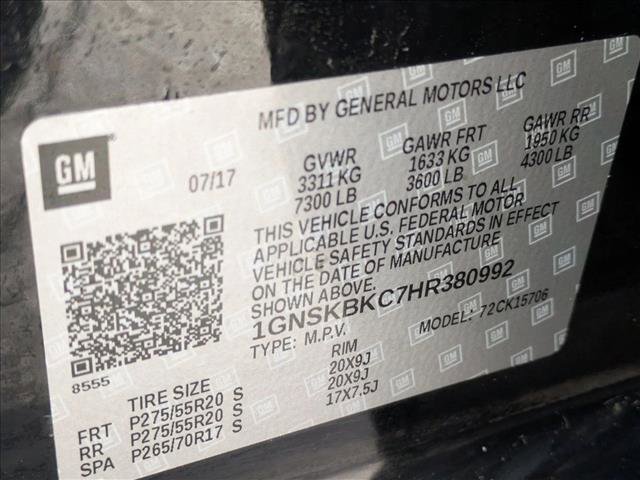 MFD BY GENERAL MOTORS LLC
GM
07/17
GVWR GAWR FRT GAWR RR
3311 KG 1633 KG 1950 KG
7300 LB 3600 LB 4300 LB
THIS VEHICLE CONFORMS TO ALL
APPLICABLE U.S. FEDERAL MOTOR
VEHICLE SAFETY STANDARDS IN EFFECT
ON THE DATE OF MANUFACTURE
SHOWN ABOVE.
1GNSKBKC7HR380992
TYPE: M.P.V. MODEL: 72CK15706
8555
TIRE SIZE RIM
FRT P275/55R20 S 20X9J
RR P275/55R20 S 20X9J
SPA P265/70R17 S 17X7.5J